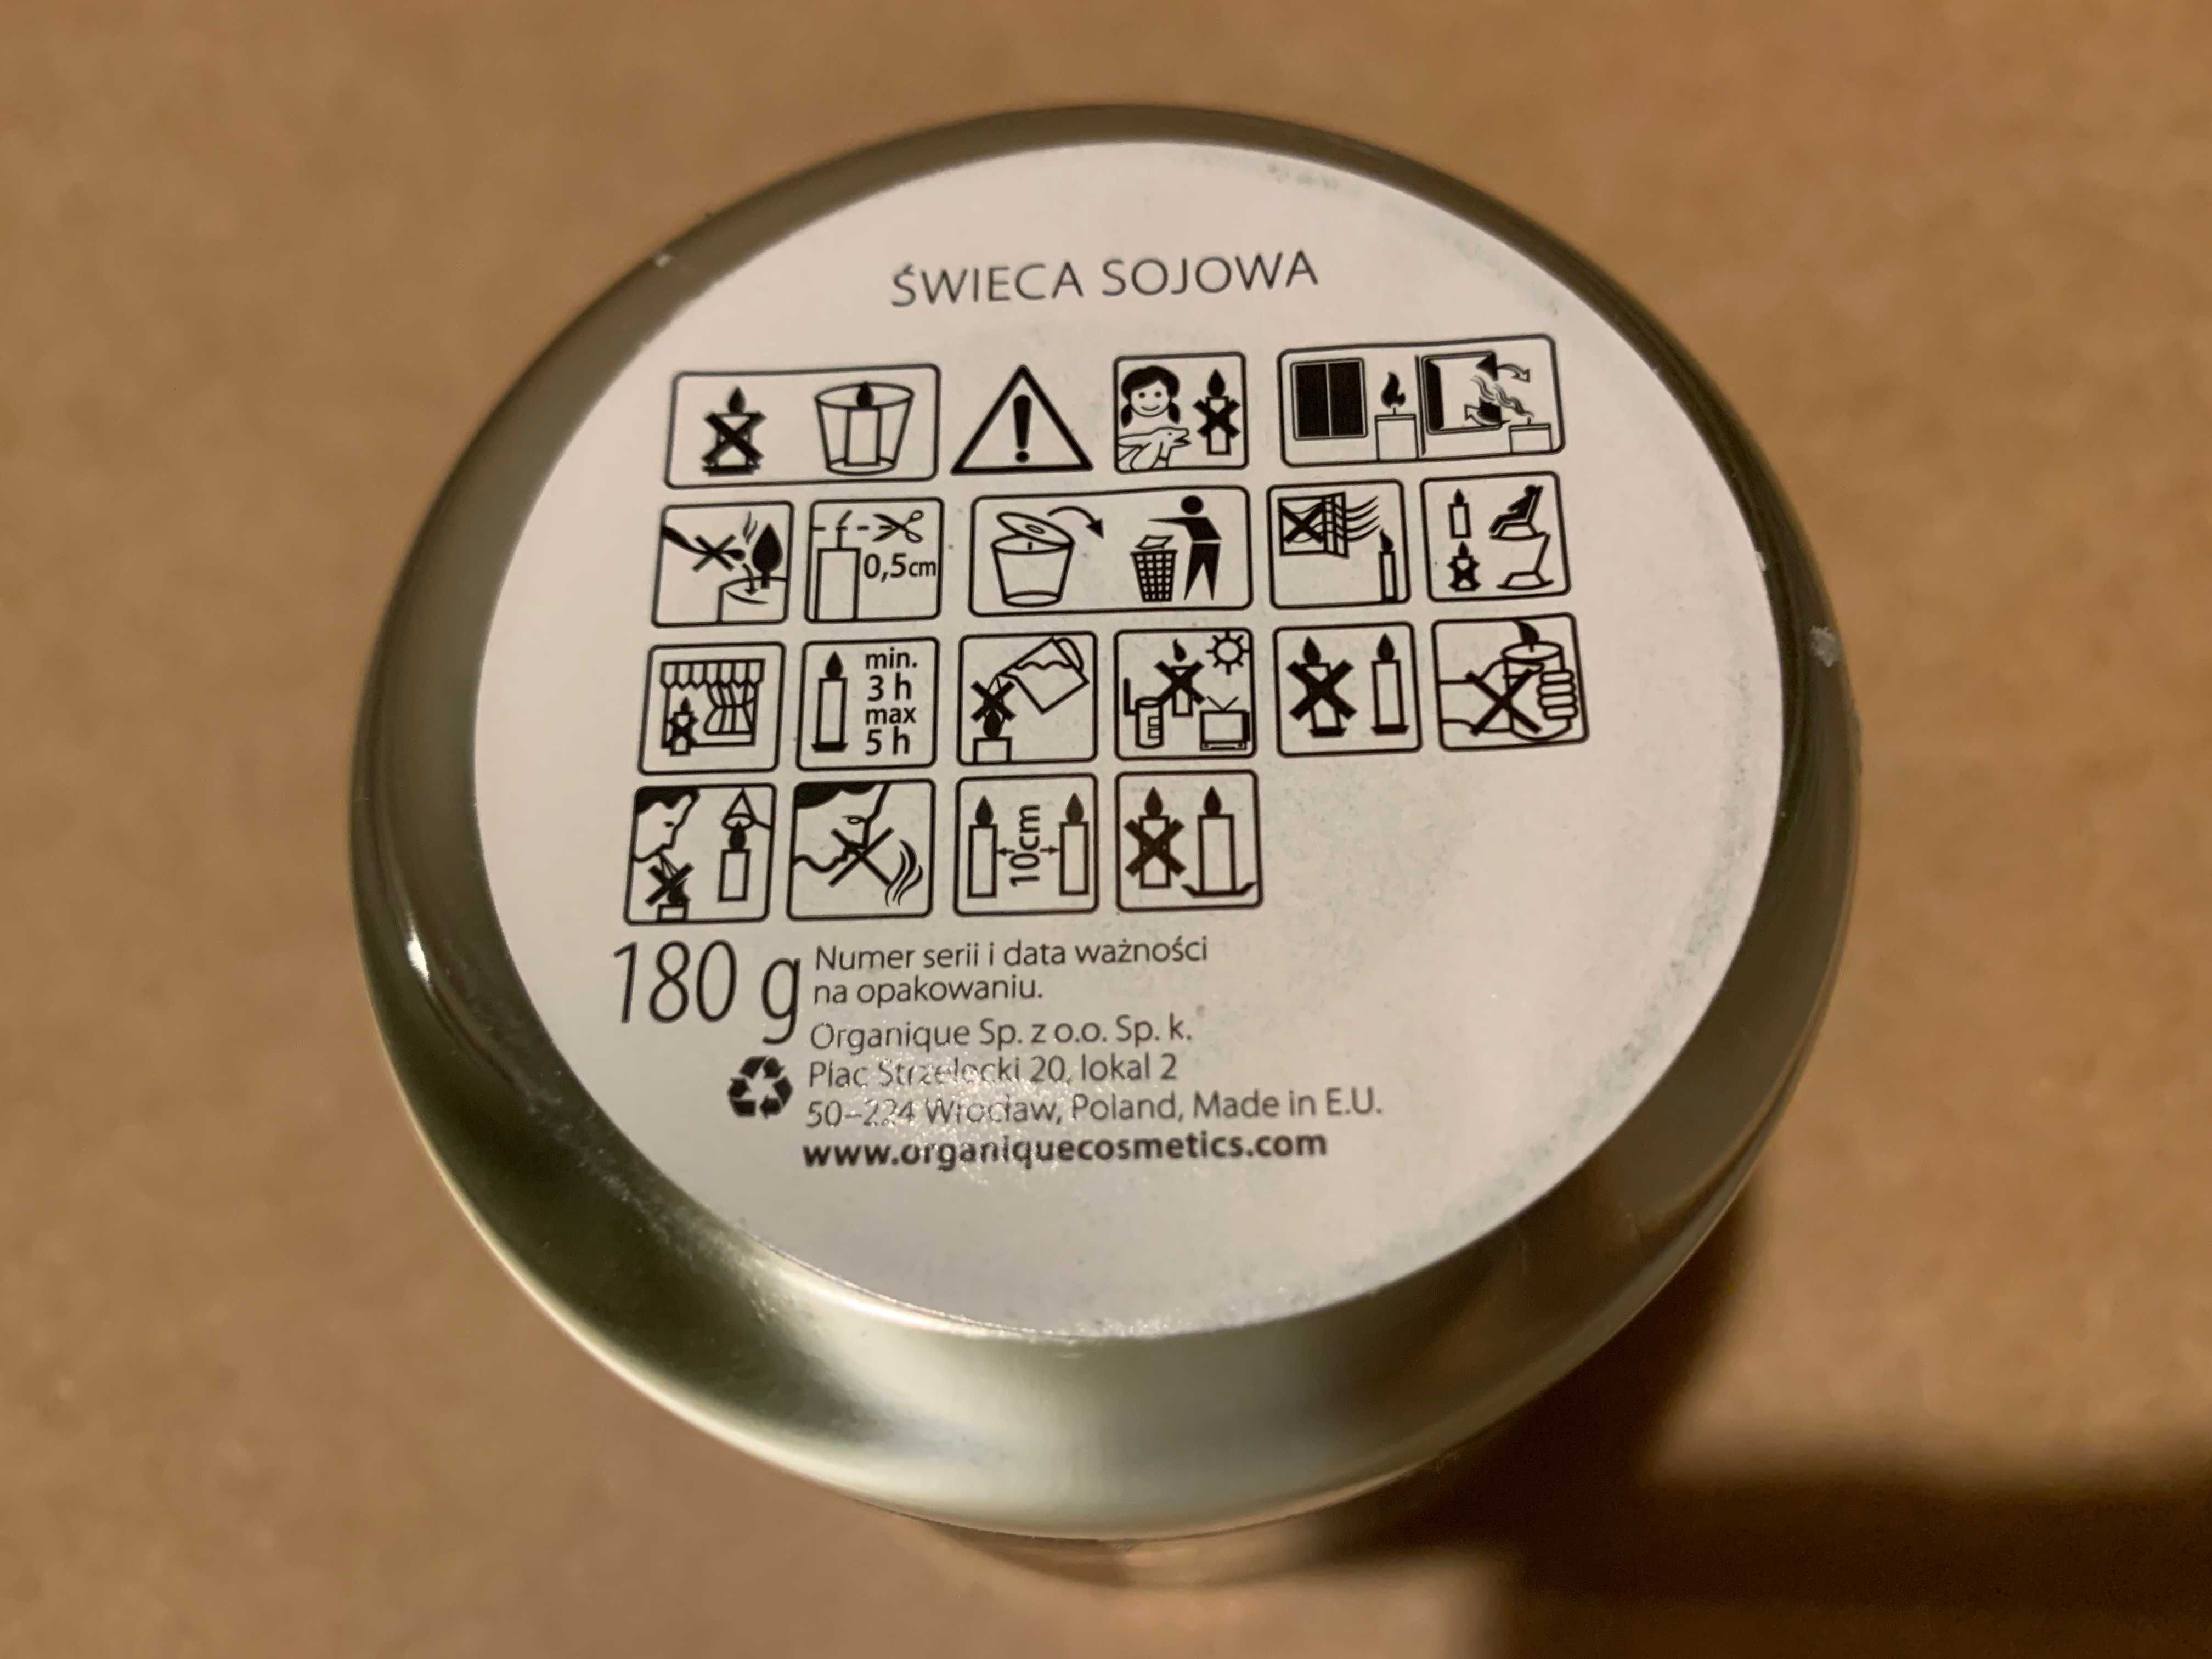 ŚWIECA SOJOWA
0,5cm
min.
3 h
max
5 h
10cm
180 g
Numer serii i data ważności
na opakowaniu.
Organique Sp. z o.o. Sp. k.
Plac Strzelecki 20, lokal 2
50–224 Wrocław, Poland, Made in E.U.
www.organiquecosmetics.com